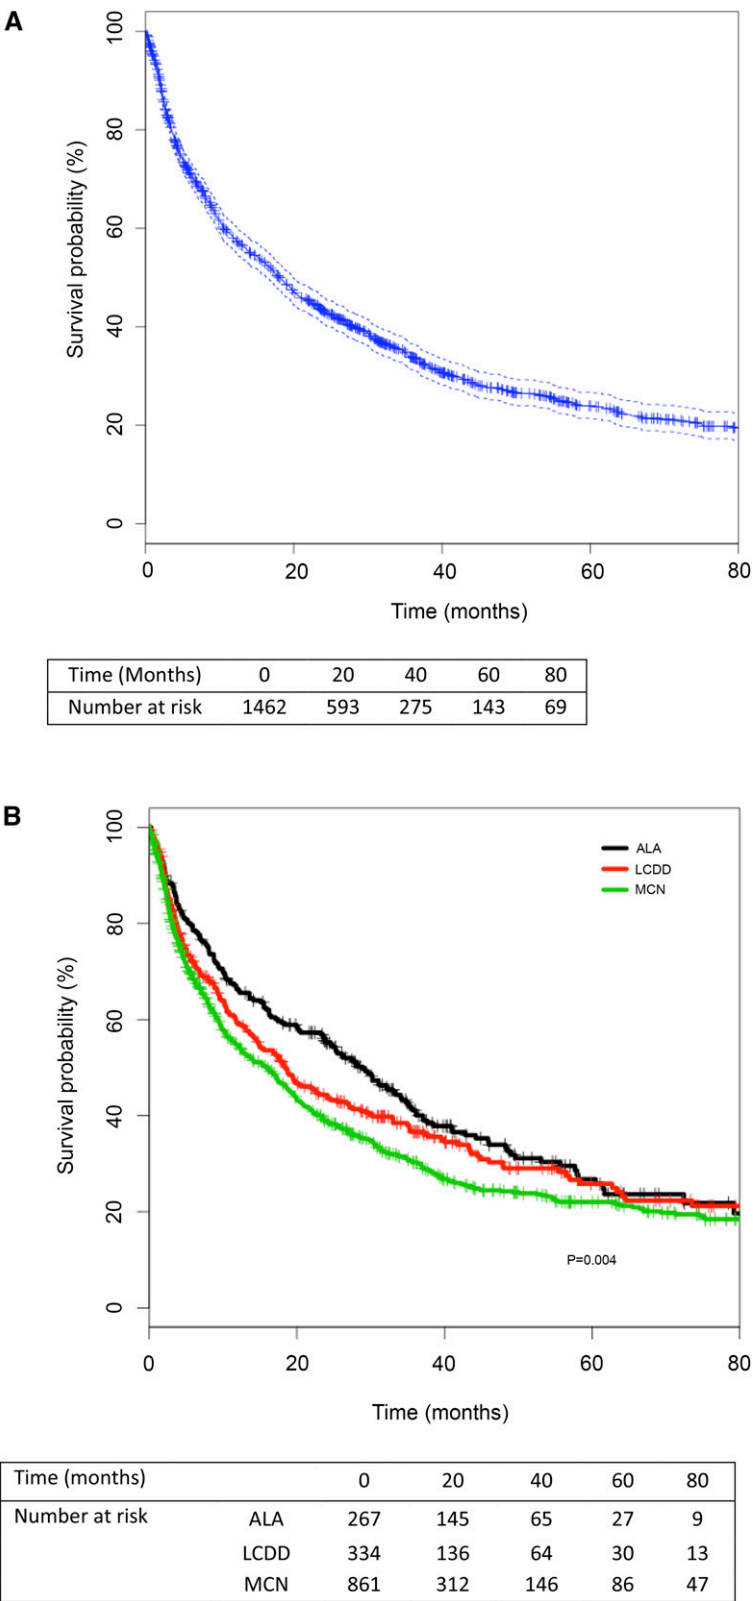 A
100
80
60
40
20
0
Survival probability (%)
0 20 40 60 80
Time (months)
Time (Months) 0 20 40 60 80
Number at risk 1462 593 275 143 69
B
100
80
60
40
20
0
Survival probability (%)
ALA
LCDD
MCN
P=0.004
0 20 40 60 80
Time (months)
Time (months) 0 20 40 60 80
Number at risk ALA 267 145 65 27 9
LCDD 334 136 64 30 13
MCN 861 312 146 86 47